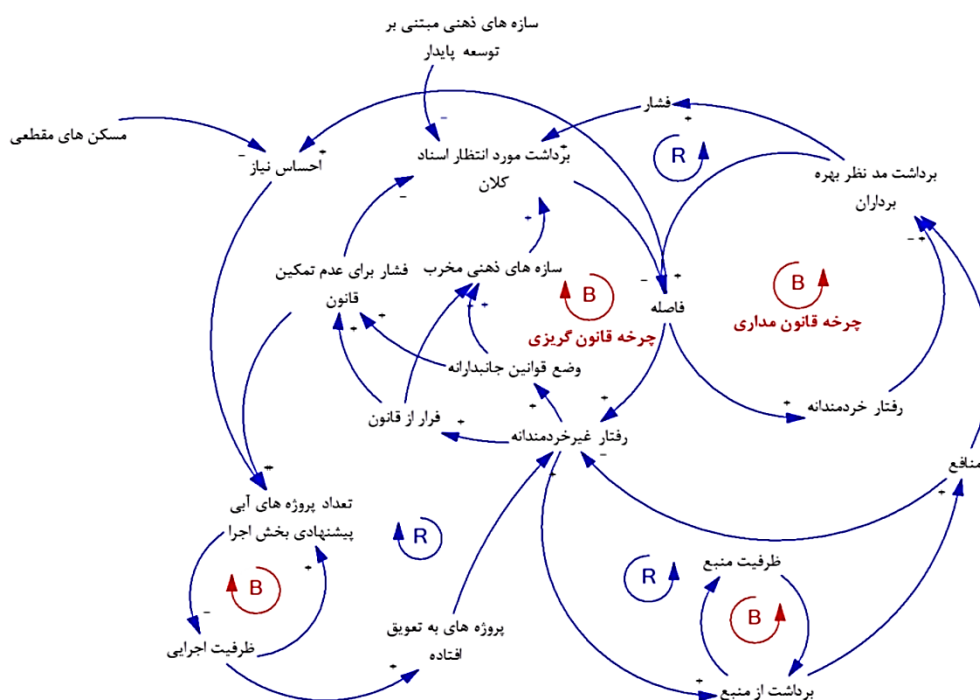 سازه های ذهنی مبتنی بر
توسعه پایدار
فشار
مسکن های مقطعی
احساس نیاز
برداشت مورد انتظار اسناد
کلان
برداشت مد نظر بهره
برداران
R
سازه های ذهنی مخرب
فشار برای عدم تمکین
قانون
B
چرخه قانون گریزی
فاصله
B
چرخه قانون مداری
وضع قوانین جانبدارانه
فرار از قانون
رفتار غیرخردمندانه
رفتار خردمندانه
منافع
تعداد پروژه های آبی
پیشنهادی بخش اجرا
R
B
ظرفیت منبع
R
B
ظرفیت اجرایی
پروژه های به تعویق
افتاده
برداشت از منبع